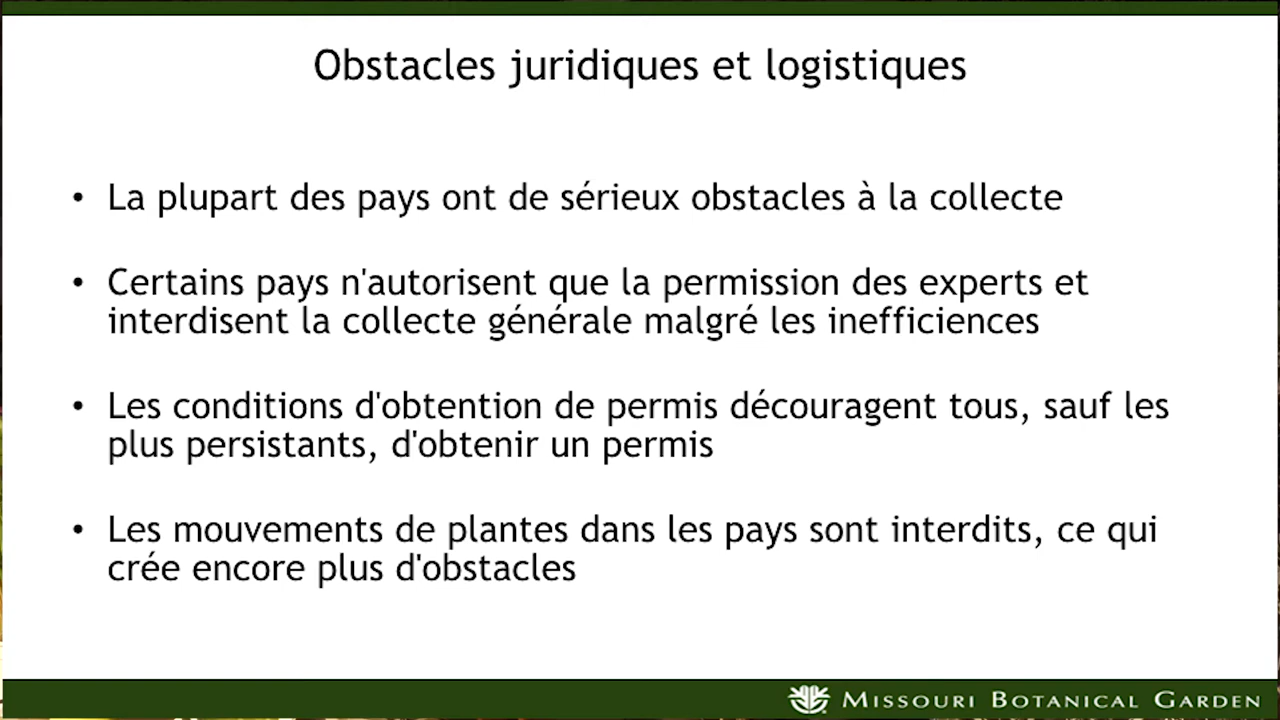 Obstacles juridiques et logistiques
• La plupart des pays ont de sérieux obstacles à la collecte
• Certains pays n'autorisent que la permission des experts et
interdisent la collecte générale malgré les inefficiences
• Les conditions d'obtention de permis découragent tous, sauf les
plus persistants, d'obtenir un permis
• Les mouvements de plantes dans les pays sont interdits, ce qui
crée encore plus d'obstacles
MISSOURI BOTANICAL GARDEN